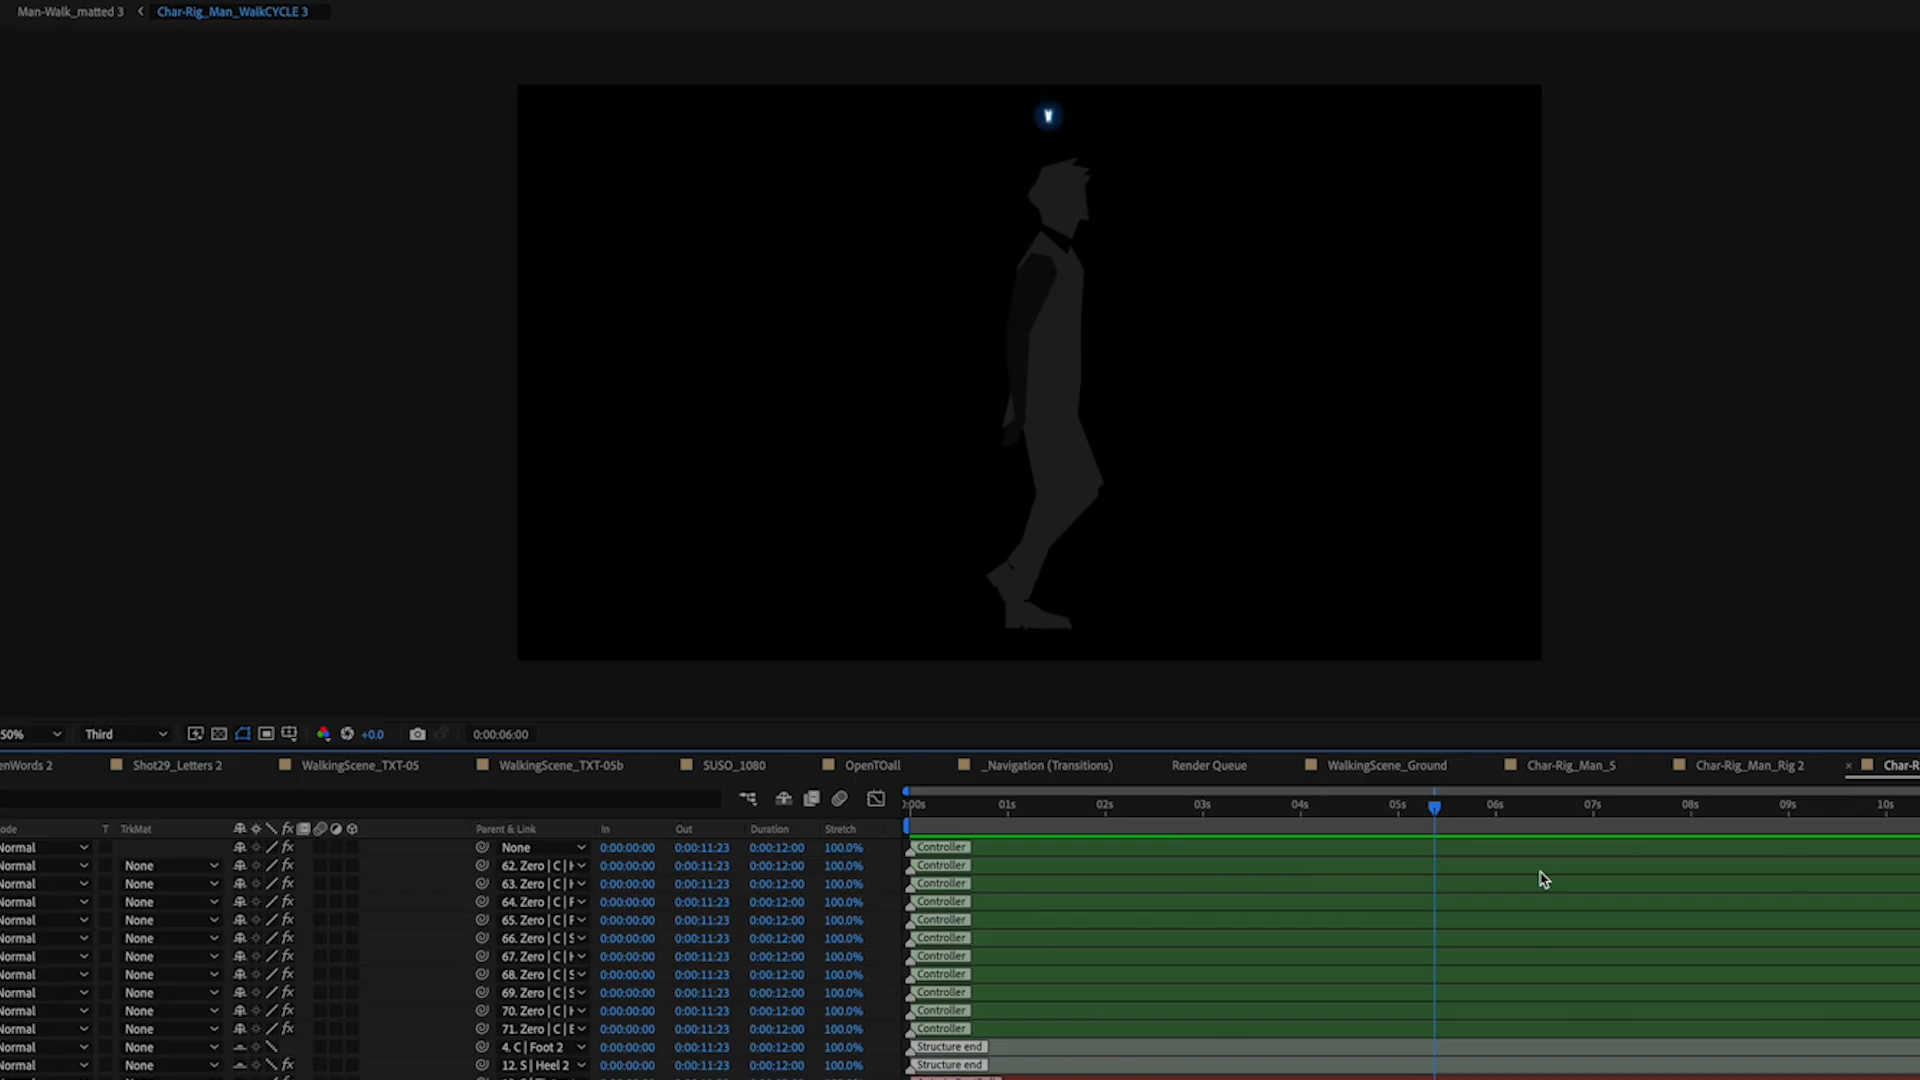 Man-Walk_matted 3 Char-Rig_Man_WalkCYCLE 3
50% Third +0.0 0:00:06:00
enWords 2 Shot29_Letters 2 WalkingScene_TXT-05 WalkingScene_TXT-05b SUSO_1080 OpenTOall _Navigation (Transitions) Render Queue WalkingScene_Ground Char-Rig_Man_5 Char-Rig_Man_Rig 2 Char-R
0:00s 01s 02s 03s 04s 05s 06s 07s 08s 09s 10s
ode T TrkMat fx Parent & Link In Out Duration Stretch
Normal fx None 0:00:00:00 0:00:11:23 0:00:12:00 100.0% Controller
Normal None fx 62. Zero | C | 0:00:00:00 0:00:11:23 0:00:12:00 100.0% Controller
Normal None fx 63. Zero | C | 0:00:00:00 0:00:11:23 0:00:12:00 100.0% Controller
Normal None fx 64. Zero | C | 0:00:00:00 0:00:11:23 0:00:12:00 100.0% Controller
Normal None fx 65. Zero | C | 0:00:00:00 0:00:11:23 0:00:12:00 100.0% Controller
Normal None fx 66. Zero | C | 0:00:00:00 0:00:11:23 0:00:12:00 100.0% Controller
Normal None fx 67. Zero | C | 0:00:00:00 0:00:11:23 0:00:12:00 100.0% Controller
Normal None fx 68. Zero | C | 0:00:00:00 0:00:11:23 0:00:12:00 100.0% Controller
Normal None fx 69. Zero | C | 0:00:00:00 0:00:11:23 0:00:12:00 100.0% Controller
Normal None fx 70. Zero | C | 0:00:00:00 0:00:11:23 0:00:12:00 100.0% Controller
Normal None fx 71. Zero | C | 0:00:00:00 0:00:11:23 0:00:12:00 100.0% Controller
Normal None 4. C | Foot 2 0:00:00:00 0:00:11:23 0:00:12:00 100.0% Structure end
Normal None fx 12. S | Heel 2 0:00:00:00 0:00:11:23 0:00:12:00 100.0% Structure end